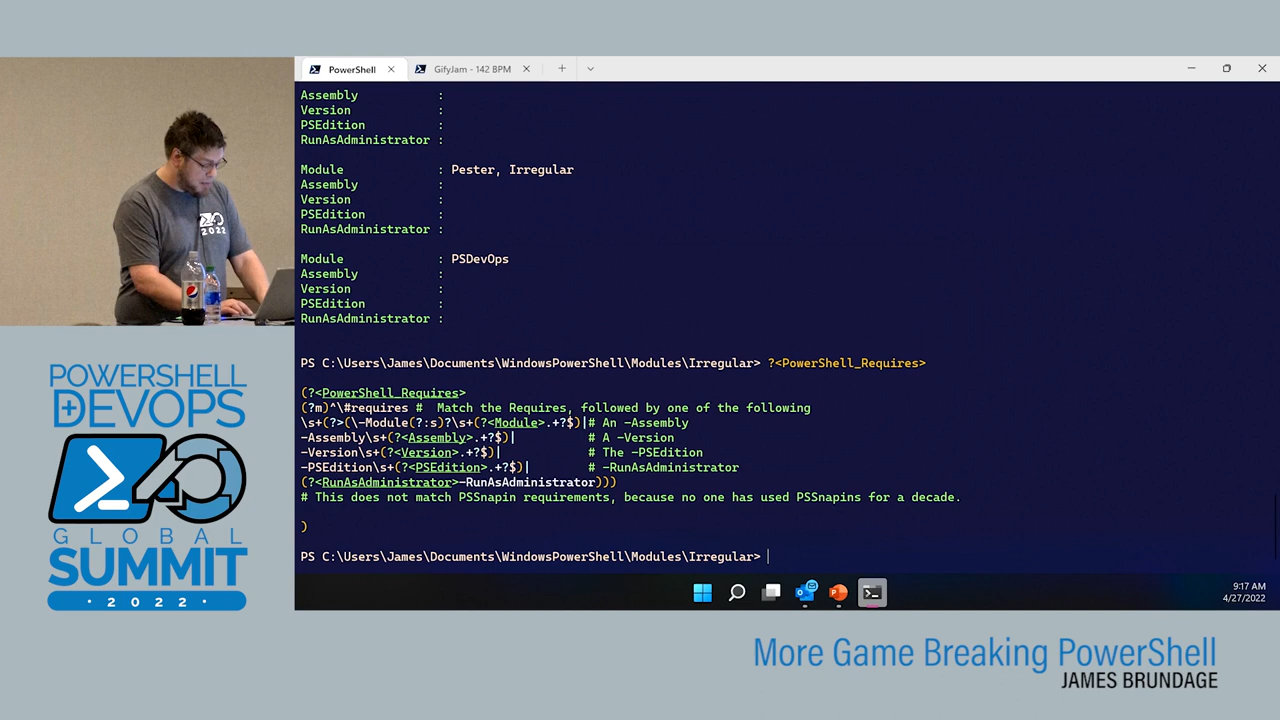 PowerShell
GifyJam - 142 BPM
Assembly :
Version :
PSEdition :
RunAsAdministrator :
Module : Pester, Irregular
Assembly :
Version :
PSEdition :
RunAsAdministrator :
Module : PSDevOps
Assembly :
Version :
PSEdition :
RunAsAdministrator :
PS C:\Users\James\Documents\WindowsPowerShell\Modules\Irregular> ?<PowerShell_Requires>
(?<PowerShell_Requires>
(?m)^\#requires # Match the Requires, followed by one of the following
\s+(?>(\-Module(?:s)?\s+(?<Module>.+?$)|# An -Assembly
-Assembly\s+(?<Assembly>.+?$)| # A -Version
-Version\s+(?<Version>.+?$)| # The -PSEdition
-PSEdition\s+(?<PSEdition>.+?$)| # -RunAsAdministrator
(?<RunAsAdministrator>-RunAsAdministrator)))
# This does not match PSSnapin requirements, because no one has used PSSnapins for a decade.
)
PS C:\Users\James\Documents\WindowsPowerShell\Modules\Irregular>
9:17 AM
4/27/2022
2022
POWERSHELL
DEVOPS
GLOBAL
SUMMIT
· 2022 ·
More Game Breaking PowerShell
JAMES BRUNDAGE